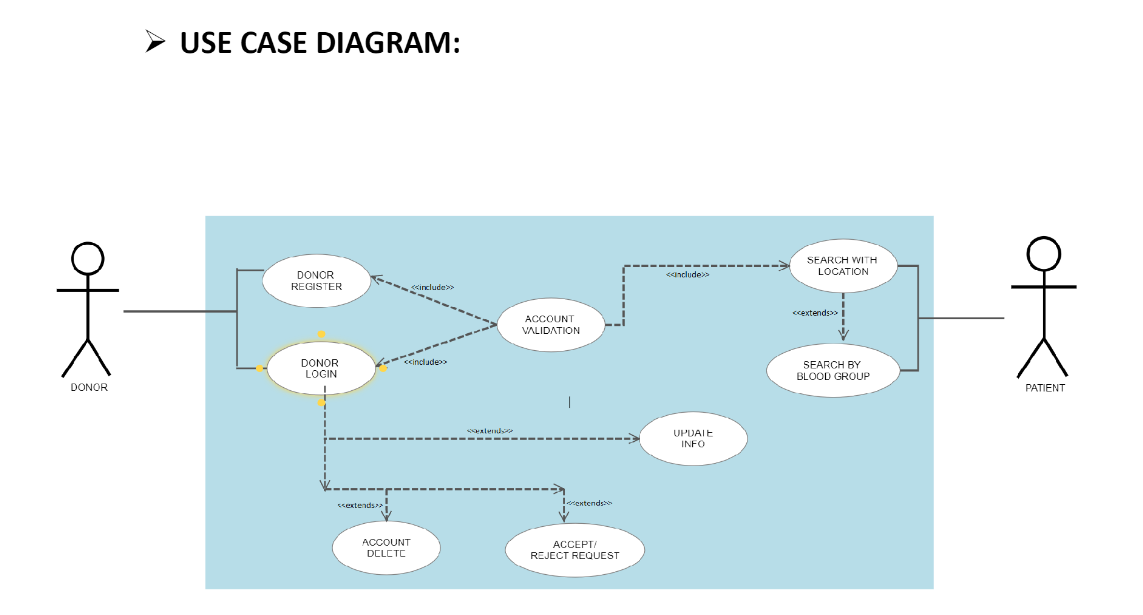 USE CASE DIAGRAM:
DONOR
REGISTER
<<include>>
ACCOUNT
VALIDATION
<<include>>
SEARCH WITH
LOCATION
<<extends>>
DONOR
LOGIN
<<include>>
SEARCH BY
BLOOD GROUP
DONOR
PATIENT
<<extends>>
UPDATE
INFO
<<extends>>
<<extends>>
ACCOUNT
DELETE
ACCEPT/
REJECT REQUEST